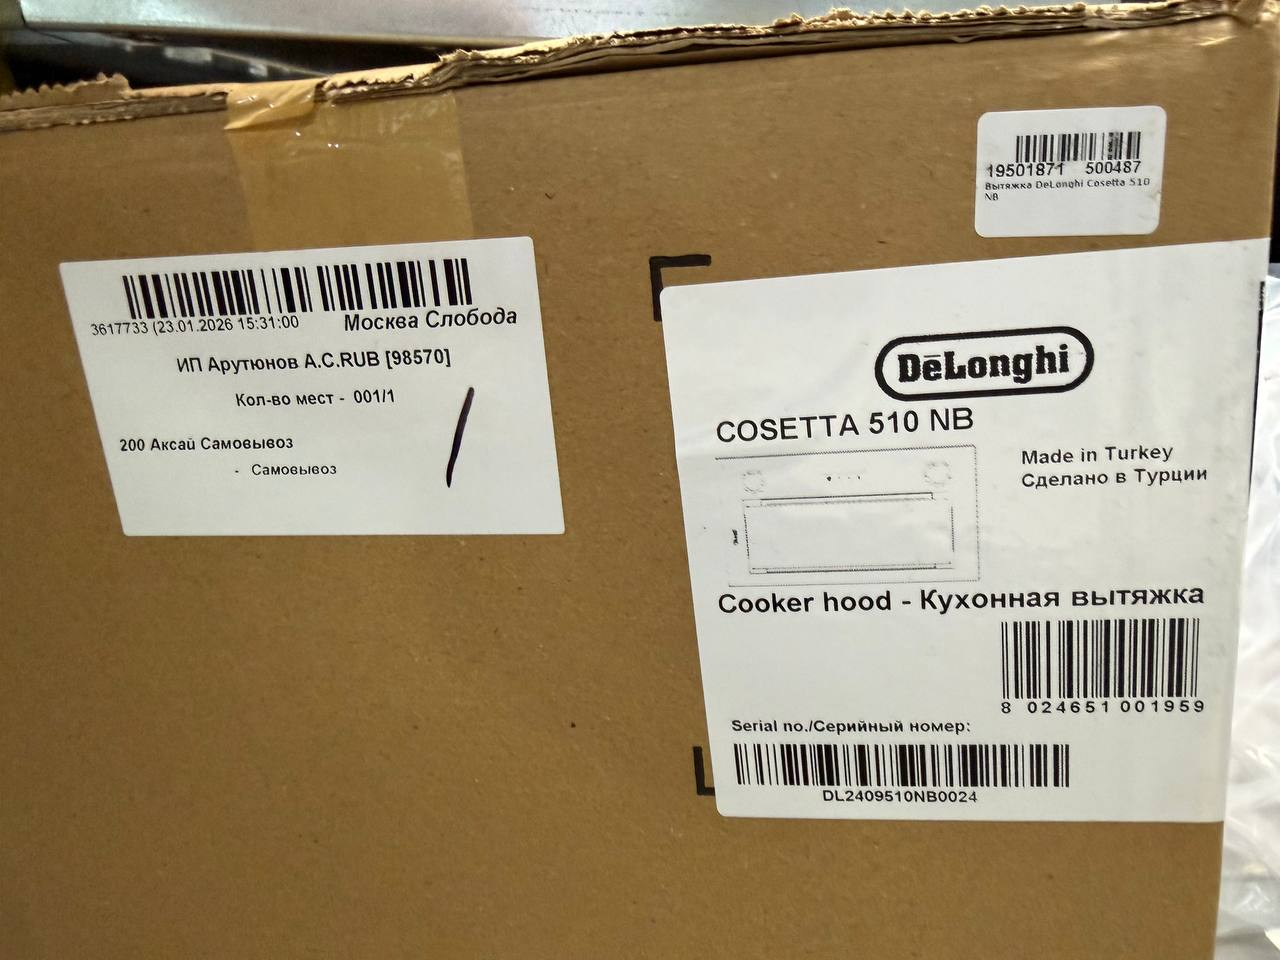 19501871 500487
Вытяжка DeLonghi Cosetta 510
NB
3617733 (23.01.2026 15:31:00 Москва Слобода
ИП Арутюнов А.С.RUB [98570]
Кол-во мест - 001/1
200 Аксай Самовывоз
- Самовывоз
DēLonghi
COSETTA 510 NB
Made in Turkey
Сделано в Турции
Cooker hood - Кухонная вытяжка
8 024651 001959
Serial no./Серийный номер:
DL2409510NB0024